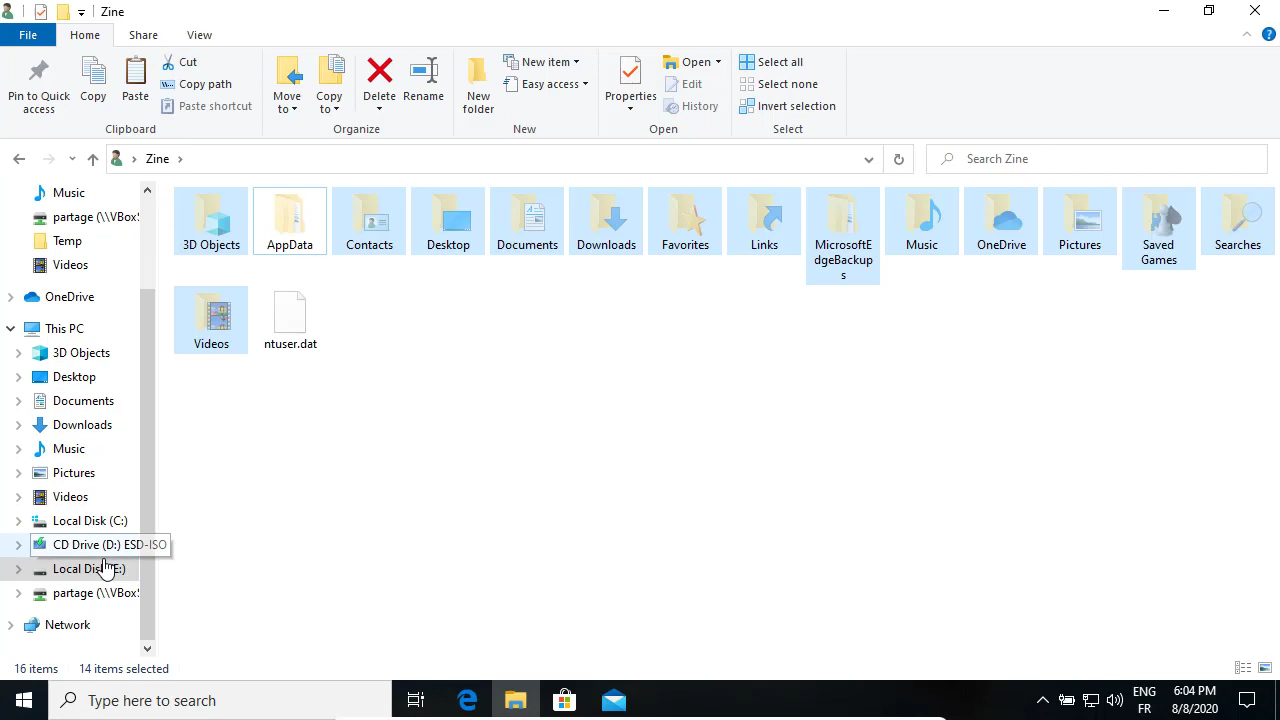 Zine
File
Home
Share
View
Pin to Quick
access
Copy
Paste
Cut
Copy path
Paste shortcut
Clipboard
Move
to
Copy
to
Delete
Rename
Organize
New
folder
New item
Easy access
New
Properties
Open
Edit
History
Open
Select all
Select none
Invert selection
Select
Zine
Search Zine
Music
partage (\\VBoxS
Temp
Videos
OneDrive
This PC
3D Objects
Desktop
Documents
Downloads
Music
Pictures
Videos
Local Disk (C:)
CD Drive (D:) ESD-ISO
Local Disk (E:)
partage (\\VBoxS
Network
3D Objects
AppData
Contacts
Desktop
Documents
Downloads
Favorites
Links
MicrosoftE
dgeBackup
s
Music
OneDrive
Pictures
Saved
Games
Searches
Videos
ntuser.dat
16 items
14 items selected
Type here to search
ENG
FR
6:04 PM
8/8/2020